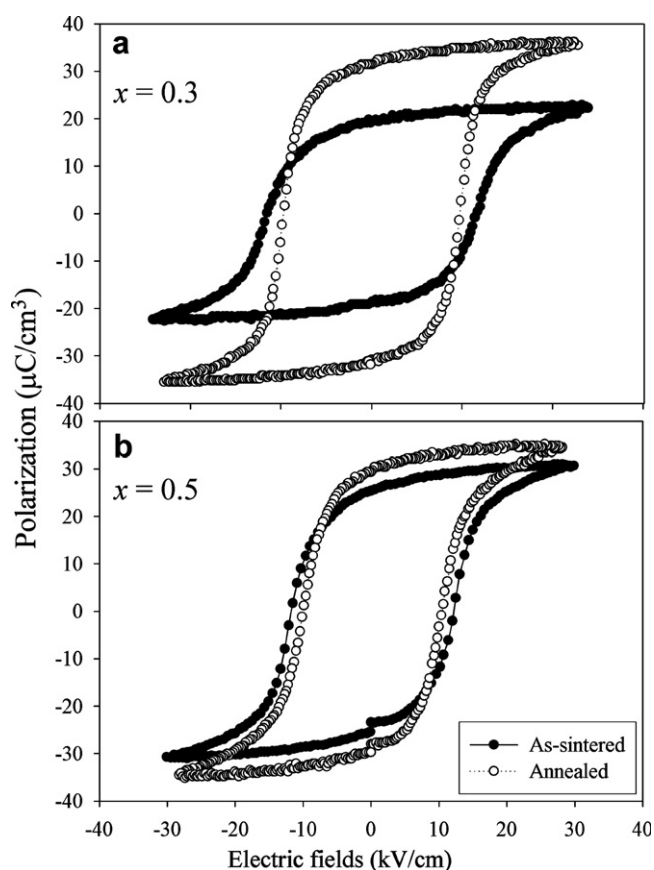 40
a
30
x = 0.3
20
10
0
-10
-20
-30
-40
Polarization (μC/cm³)
40
b
30
x = 0.5
20
10
0
-10
-20
As-sintered
-30
Annealed
-40
-40 -30 -20 -10 0 10 20 30 40
Electric fields (kV/cm)